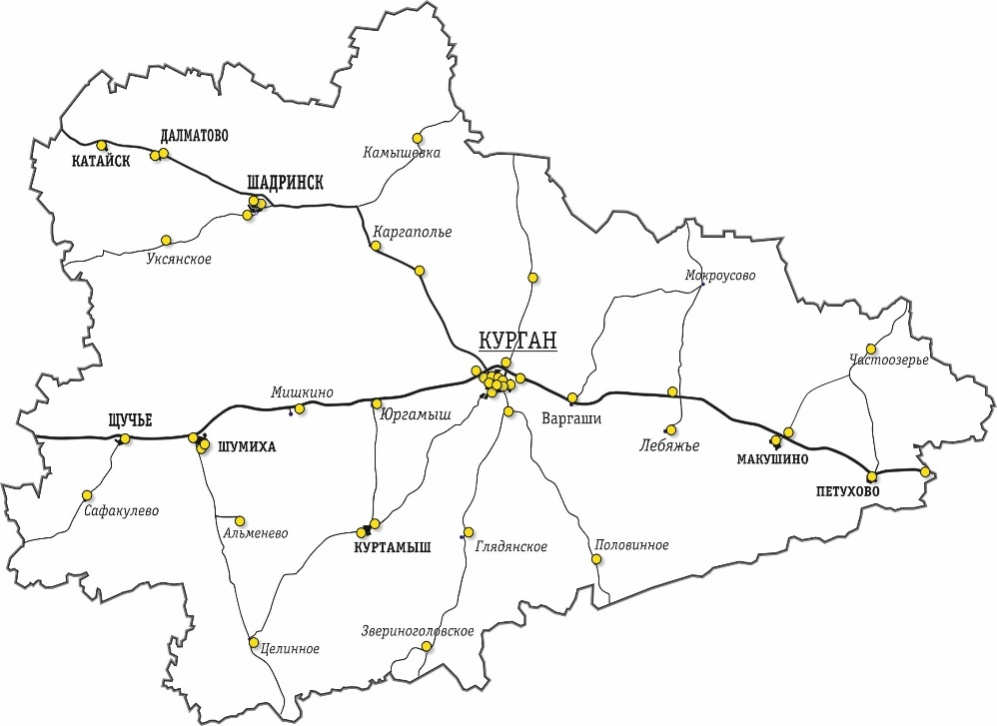 ДАЛМАТОВО
КАТАЙСК
Камышевка
ШАДРИНСК
Каргаполье
Уксянское
Мокроусово
КУРГАН
Частоозерье
Мишкино
Юргамыш
Варгаши
ЩУЧЬЕ
ШУМИХА
Лебяжье
МАКУШИНО
ПЕТУХОВО
Сафакулево
Альменево
КУРТАМЫШ
Глядянское
Половинное
Звериноголовское
Целинное